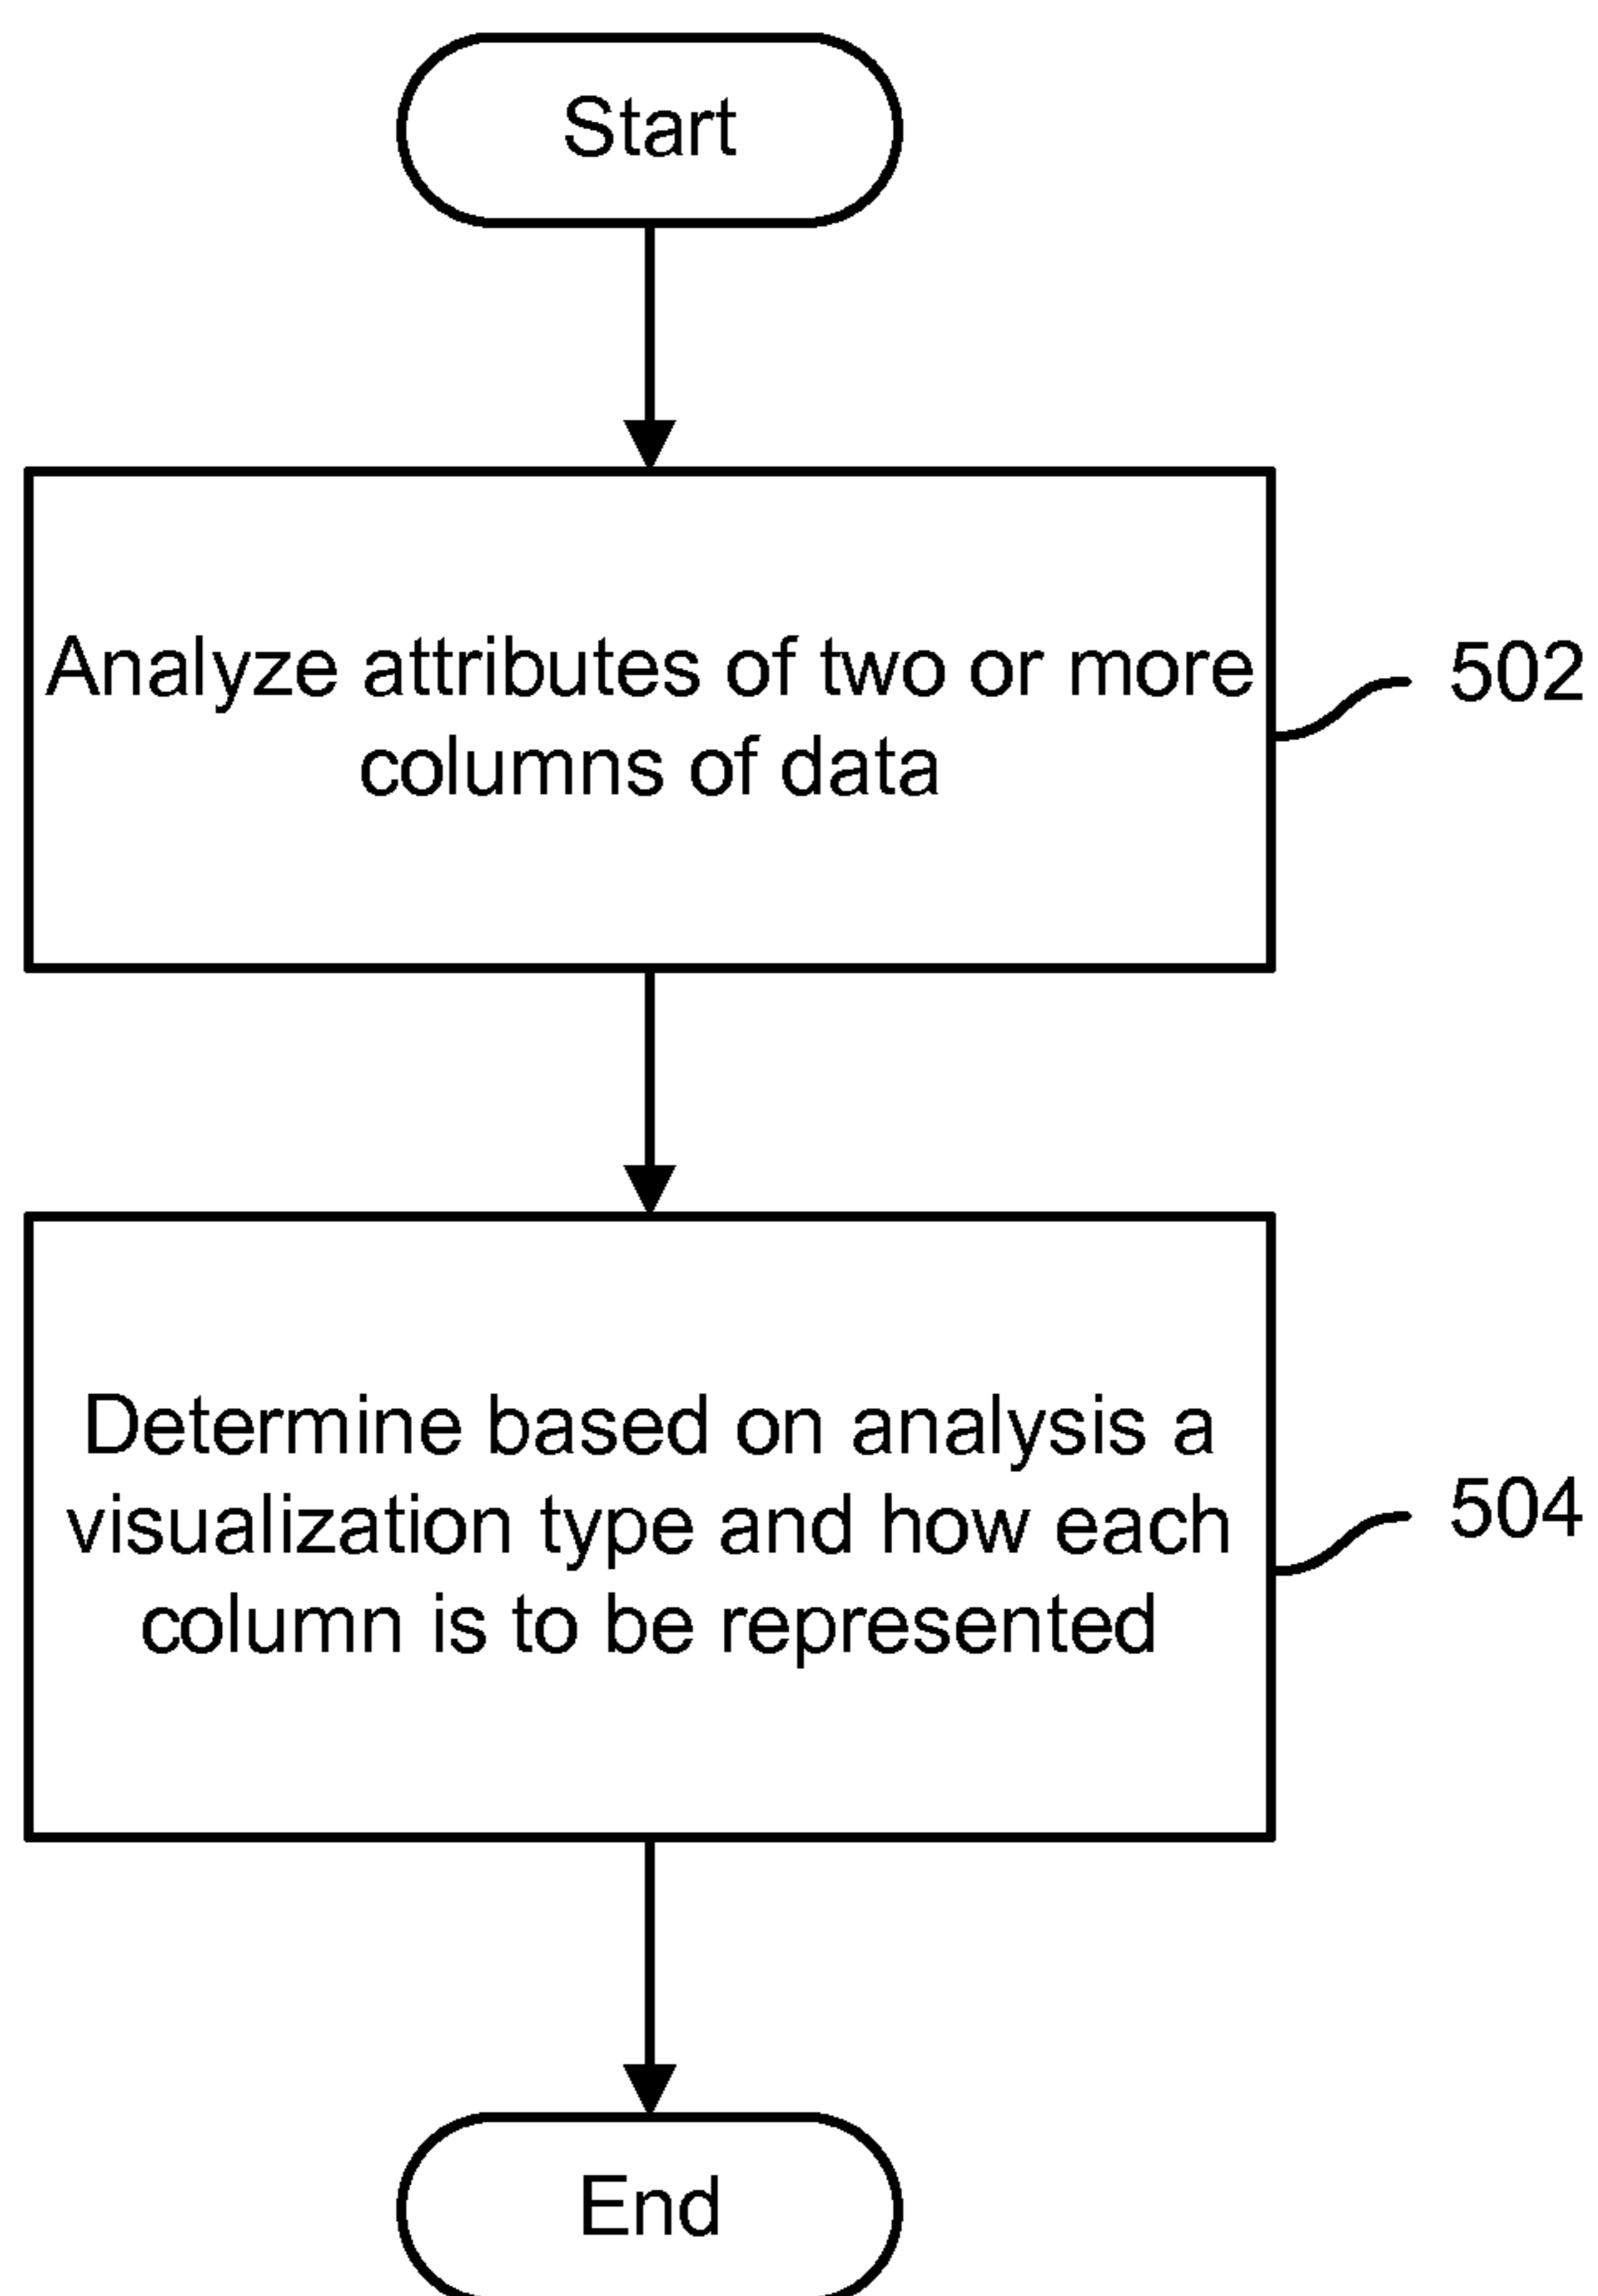 Start
Analyze attributes of two or more
columns of data
502
Determine based on analysis a
visualization type and how each
column is to be represented
504
End